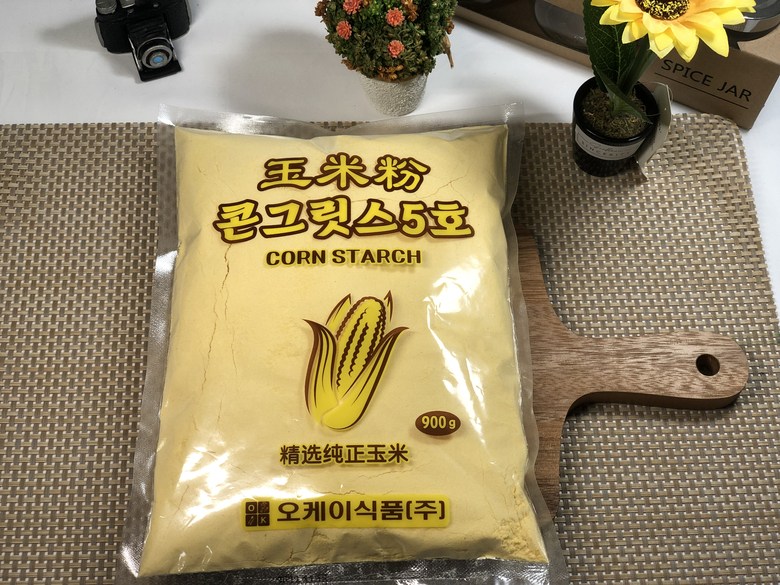 SPICE JAR
玉米粉
콘그릿스5호
CORN STARCH
900g
精选纯正玉米
OK 오케이식품(주)